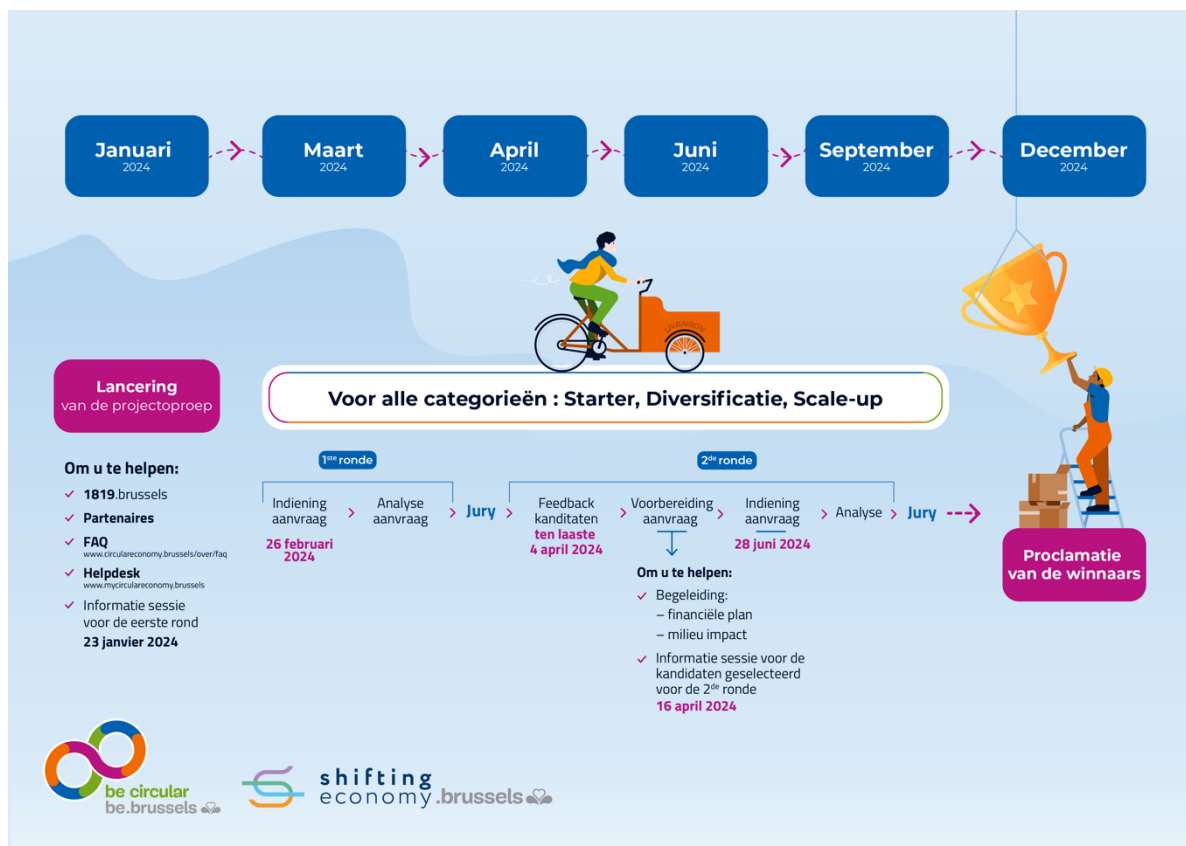 Januari
2024
Maart
2024
April
2024
Juni
2024
September
2024
December
2024
LIVRAISON
Lancering
van de projectoproep
Voor alle categorieën : Starter, Diversificatie, Scale-up
Om u te helpen:
1819.brussels
Partenaires
FAQ
www.circulareconomy.brussels/over/faq
Helpdesk
www.mycirculareconomy.brussels
Informatie sessie
voor de eerste rond
23 janvier 2024
1ste ronde
Indiening
aanvraag
26 februari
2024
Analyse
aanvraag
Jury
2de ronde
Feedback
kanditaten
ten laaste
4 april 2024
Voorbereiding
aanvraag
Om u te helpen:
Begeleiding:
– financiële plan
– milieu impact
Informatie sessie voor de
kandidaten geselecteerd
voor de 2de ronde
16 april 2024
Indiening
aanvraag
28 juni 2024
Analyse
Jury
Proclamatie
van de winnaars
be circular
be.brussels
shifting
economy.brussels